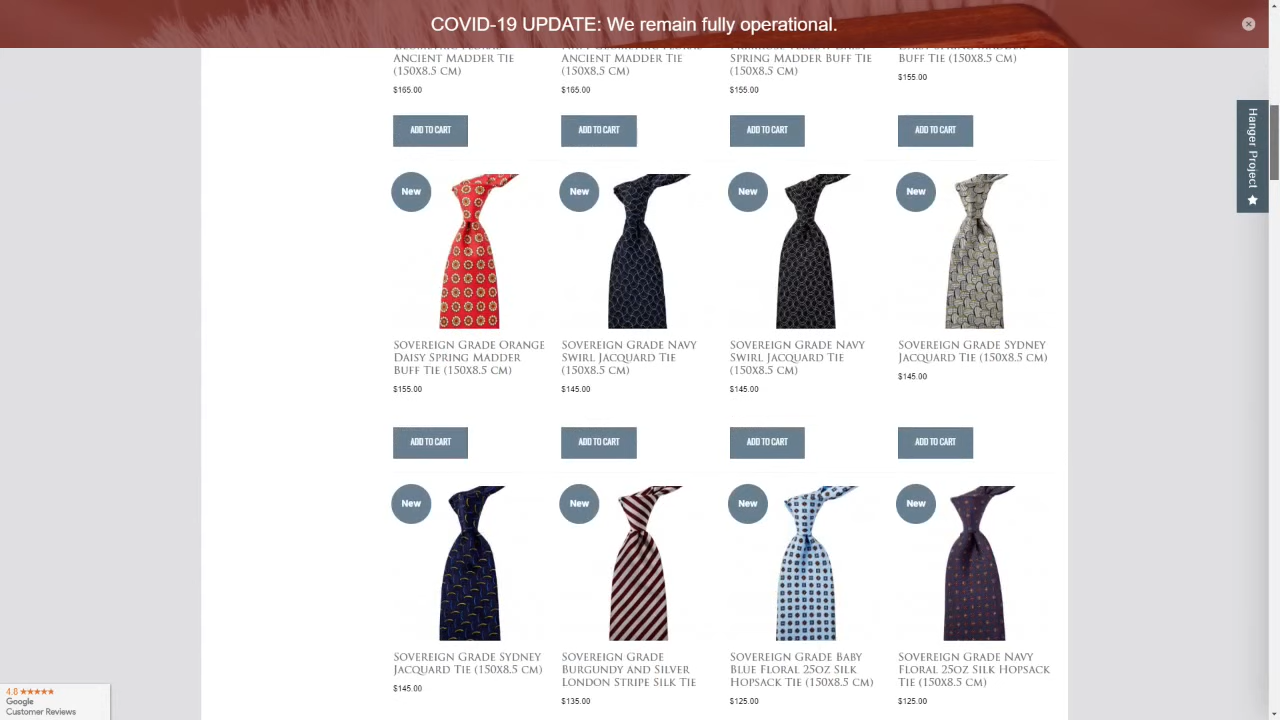 COVID-19 UPDATE: We remain fully operational.
ANCIENT MADDER TIE
(150X8.5 CM)
$165.00
ADD TO CART
ANCIENT MADDER TIE
(150X8.5 CM)
$165.00
ADD TO CART
SPRING MADDER BUFF TIE
(150X8.5 CM)
$155.00
ADD TO CART
BUFF TIE (150X8.5 CM)
$155.00
ADD TO CART
Hanger Project
New
SOVEREIGN GRADE ORANGE
DAISY SPRING MADDER
BUFF TIE (150X8.5 CM)
$155.00
ADD TO CART
New
SOVEREIGN GRADE NAVY
SWIRL JACQUARD TIE
(150X8.5 CM)
$145.00
ADD TO CART
New
SOVEREIGN GRADE NAVY
SWIRL JACQUARD TIE
(150X8.5 CM)
$145.00
ADD TO CART
New
SOVEREIGN GRADE SYDNEY
JACQUARD TIE (150X8.5 CM)
$145.00
ADD TO CART
New
SOVEREIGN GRADE SYDNEY
JACQUARD TIE (150X8.5 CM)
$145.00
New
SOVEREIGN GRADE
BURGUNDY AND SILVER
LONDON STRIPE SILK TIE
$135.00
New
SOVEREIGN GRADE BABY
BLUE FLORAL 25OZ SILK
HOPSACK TIE (150X8.5 CM)
$125.00
New
SOVEREIGN GRADE NAVY
FLORAL 25OZ SILK HOPSACK
TIE (150X8.5 CM)
$125.00
4.8
Google
Customer Reviews